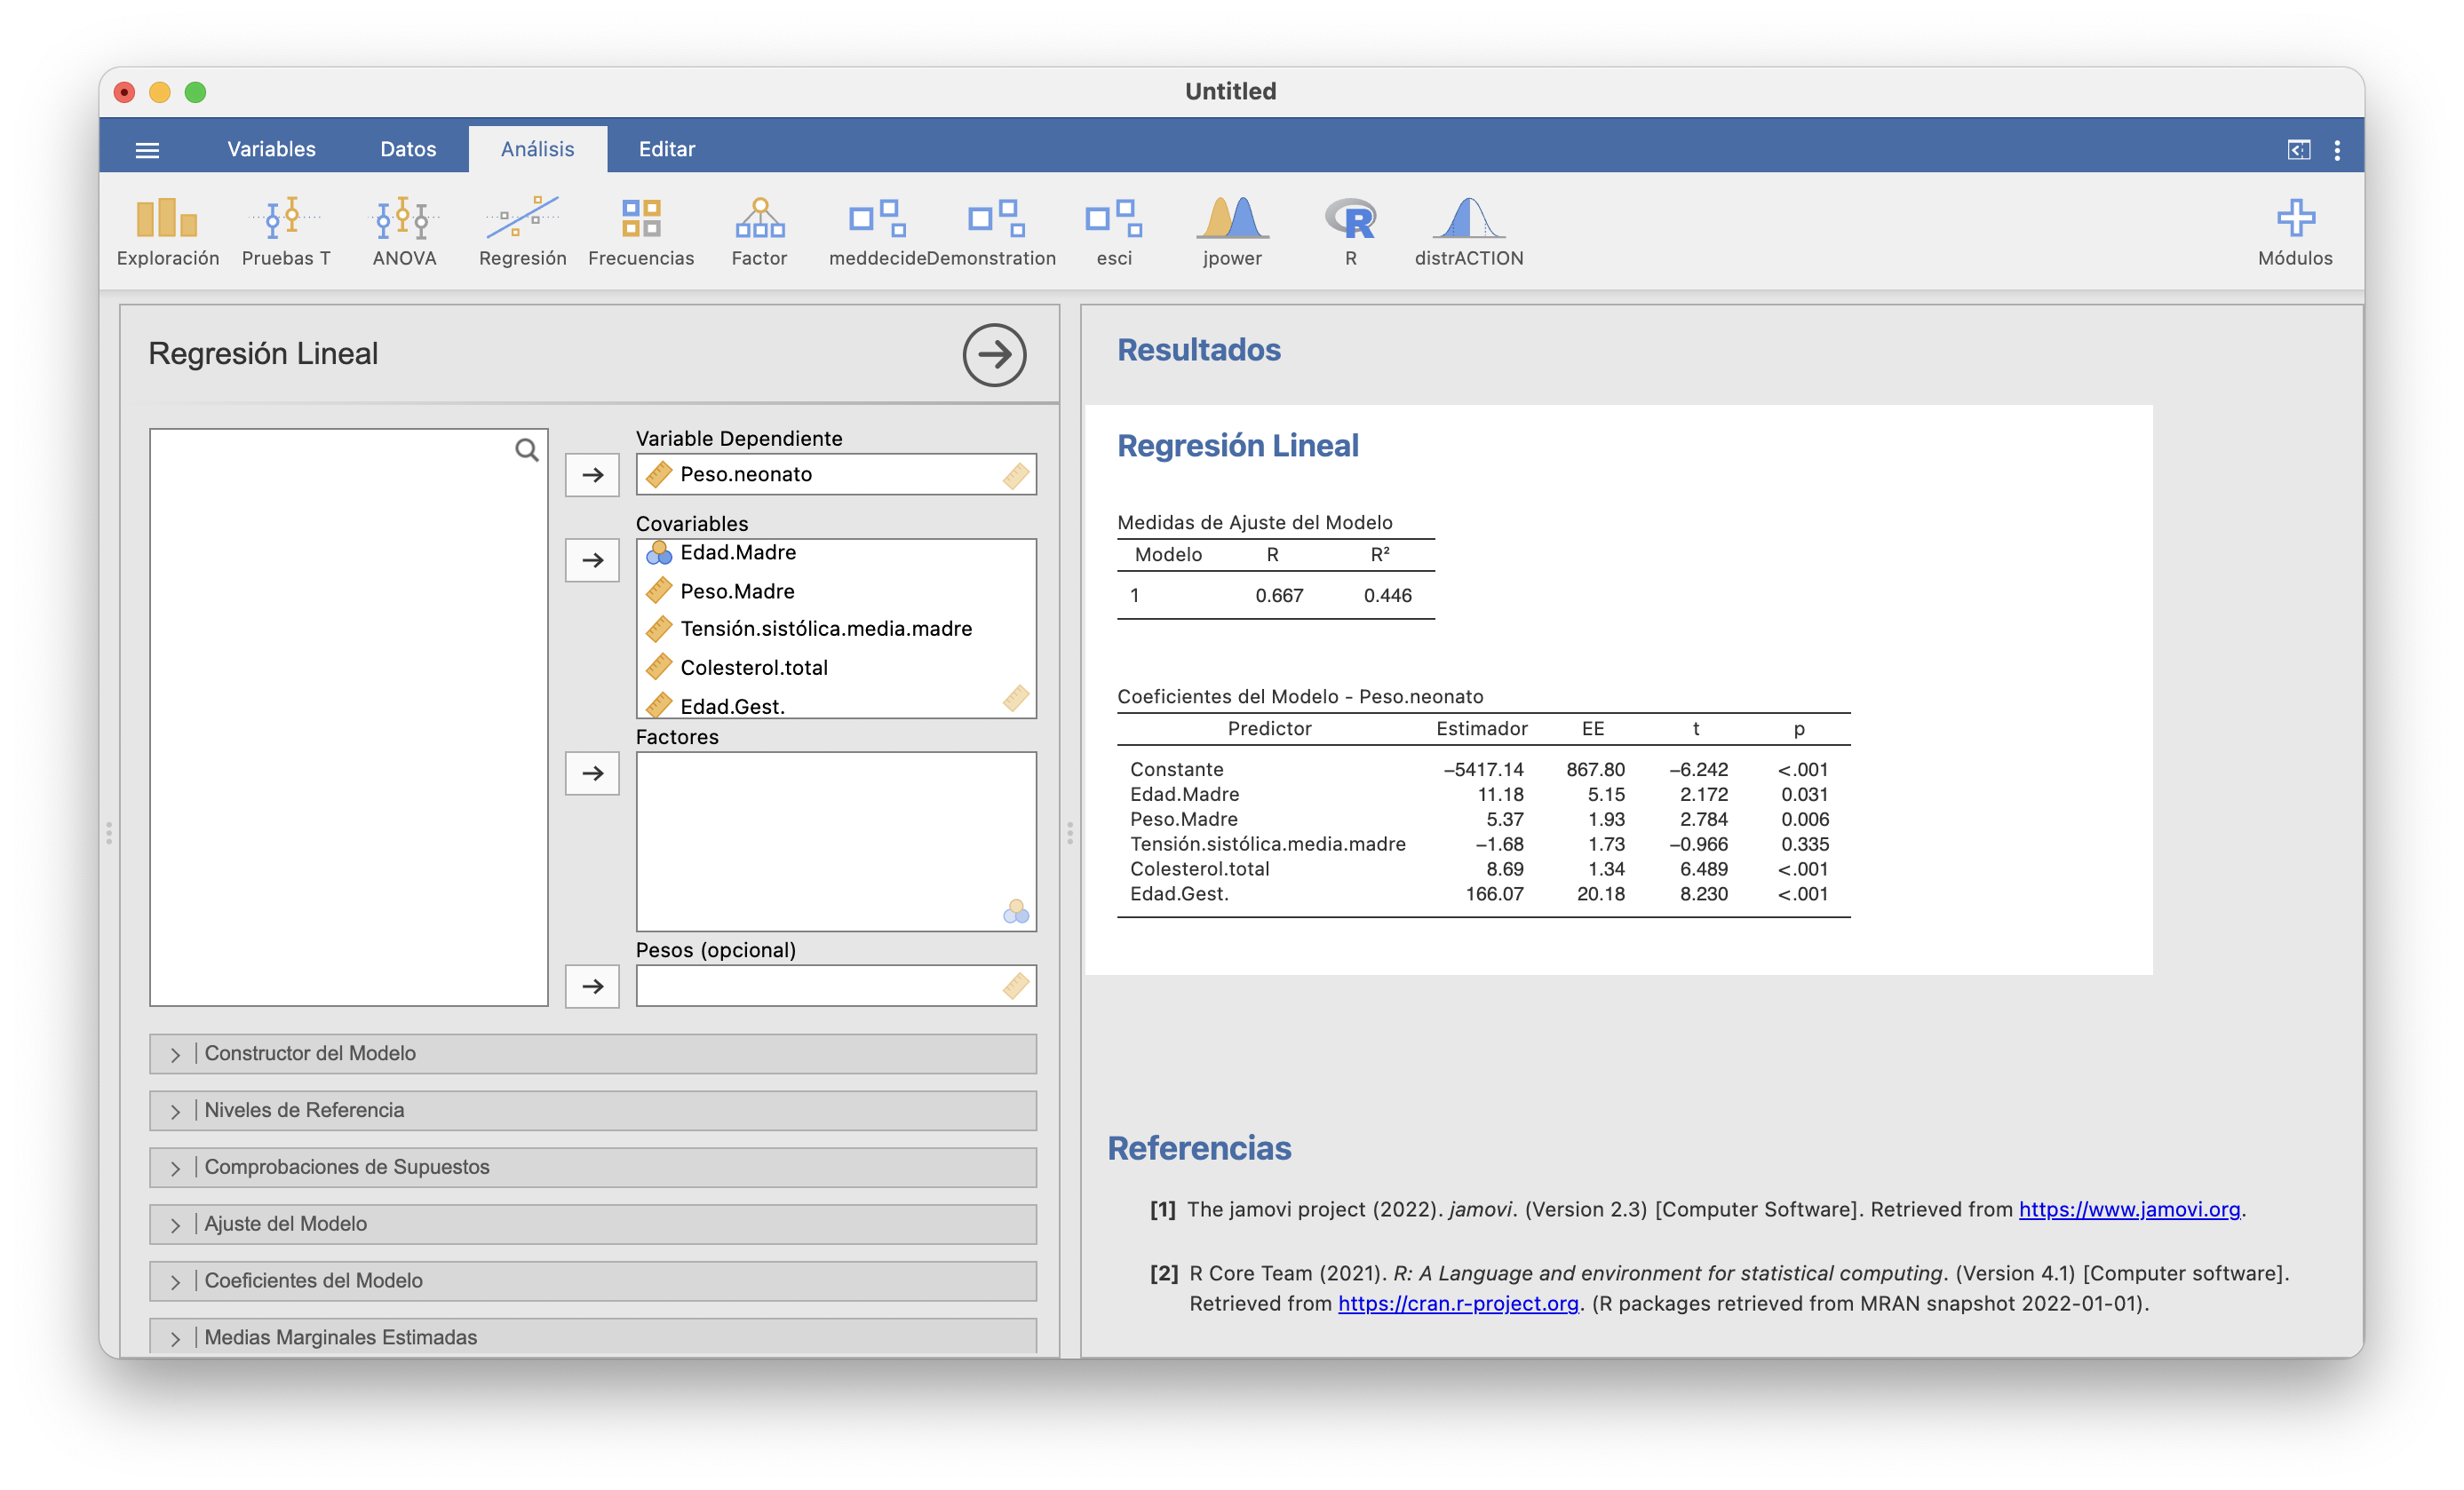 Untitled
Variables Datos Análisis Editar
Exploración Pruebas T ANOVA Regresión Frecuencias Factor meddecide Demonstration esci jpower R distrACTION Módulos
Regresión Lineal
Variable Dependiente
Peso.neonato
Covariables
Edad.Madre
Peso.Madre
Tensión.sistólica.media.madre
Colesterol.total
Edad.Gest.
Factores
Pesos (opcional)
Constructor del Modelo
Niveles de Referencia
Comprobaciones de Supuestos
Ajuste del Modelo
Coeficientes del Modelo
Medias Marginales Estimadas
Resultados
Regresión Lineal
Medidas de Ajuste del Modelo
Modelo R R²
1 0.667 0.446
Coeficientes del Modelo - Peso.neonato
Predictor Estimador EE t p
Constante −5417.14 867.80 −6.242 <.001
Edad.Madre 11.18 5.15 2.172 0.031
Peso.Madre 5.37 1.93 2.784 0.006
Tensión.sistólica.media.madre −1.68 1.73 −0.966 0.335
Colesterol.total 8.69 1.34 6.489 <.001
Edad.Gest. 166.07 20.18 8.230 <.001
Referencias
[1] The jamovi project (2022). jamovi. (Version 2.3) [Computer Software]. Retrieved from https://www.jamovi.org.
[2] R Core Team (2021). R: A Language and environment for statistical computing. (Version 4.1) [Computer software].
Retrieved from https://cran.r-project.org. (R packages retrieved from MRAN snapshot 2022-01-01).